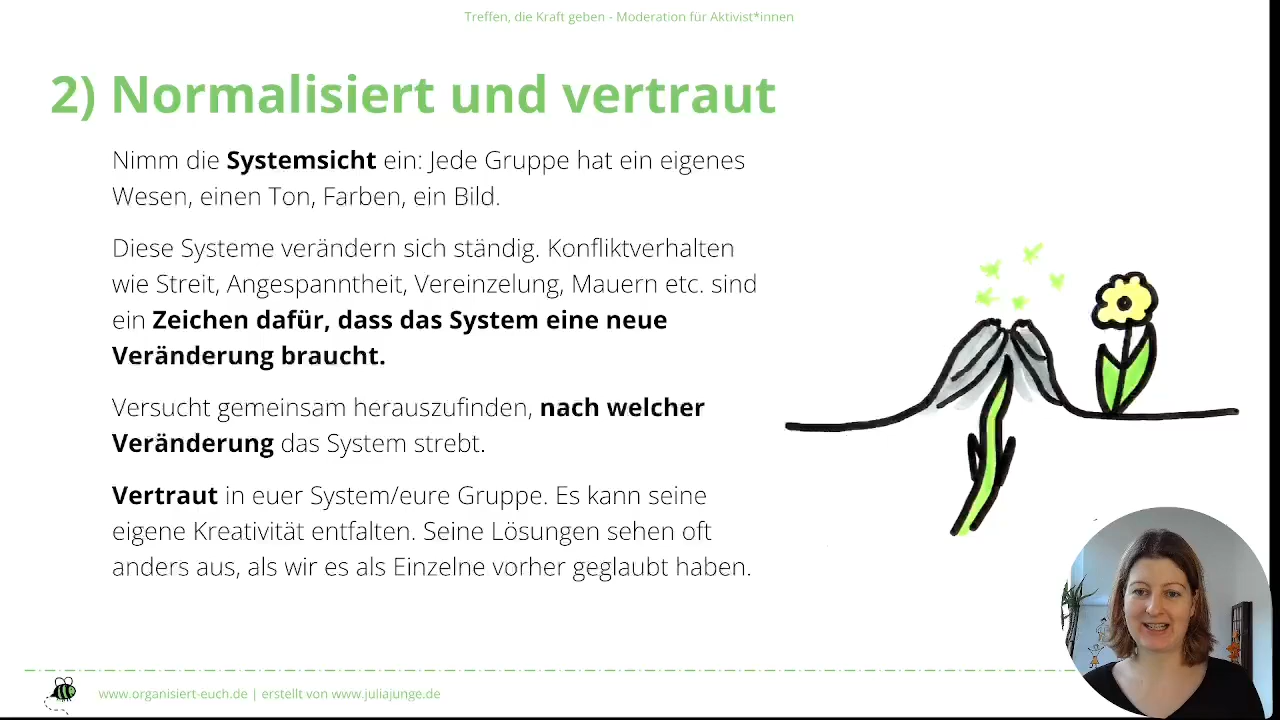 Treffen, die Kraft geben - Moderation für Aktivist*innen
2) Normalisiert und vertraut
Nimm die Systemsicht ein: Jede Gruppe hat ein eigenes
Wesen, einen Ton, Farben, ein Bild.
Diese Systeme verändern sich ständig. Konfliktverhalten
wie Streit, Angespanntheit, Vereinzelung, Mauern etc. sind
ein Zeichen dafür, dass das System eine neue
Veränderung braucht.
Versucht gemeinsam herauszufinden, nach welcher
Veränderung das System strebt.
Vertraut in euer System/eure Gruppe. Es kann seine
eigene Kreativität entfalten. Seine Lösungen sehen oft
anders aus, als wir es als Einzelne vorher geglaubt haben.
www.organisiert-euch.de | erstellt von www.juliajunge.de